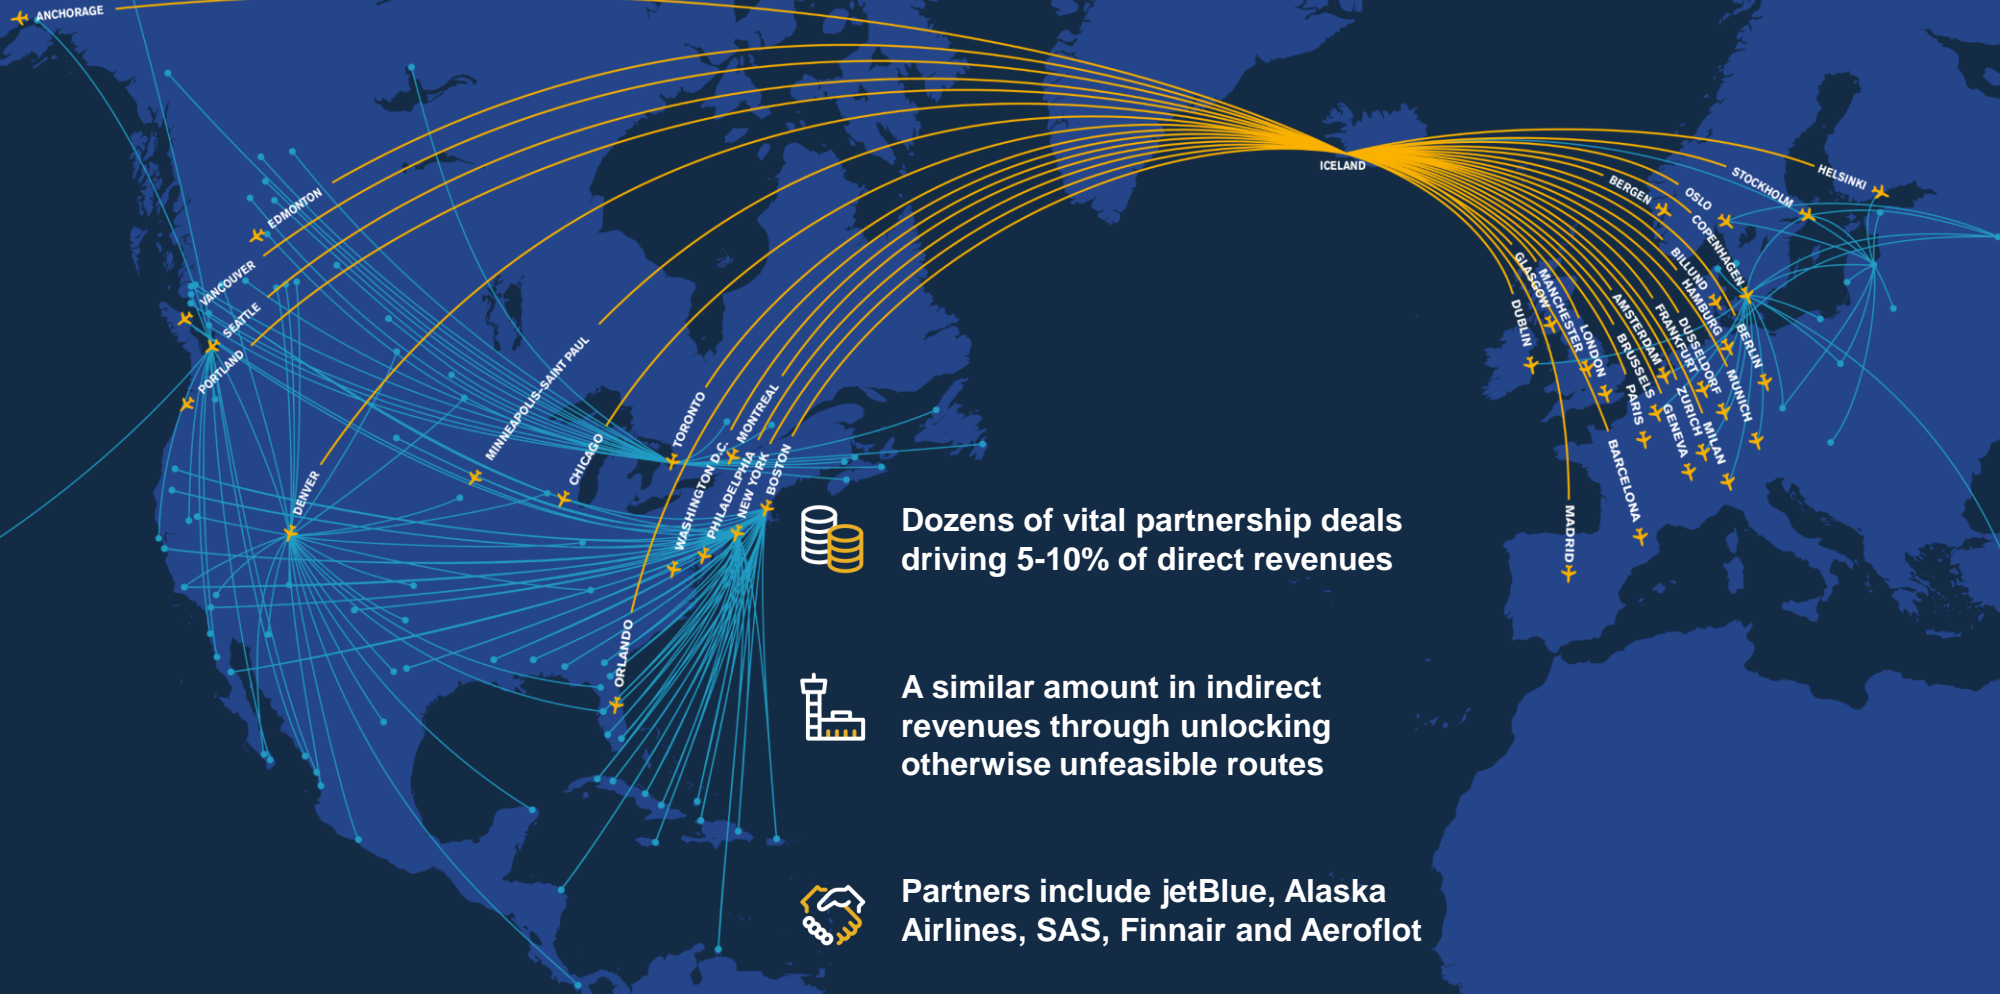 ANCHORAGE
EDMONTON
VANCOUVER
SEATTLE
PORTLAND
DENVER
MINNEAPOLIS-SAINT PAUL
CHICAGO
TORONTO
MONTREAL
WASHINGTON D.C.
PHILADELPHIA
NEW YORK
BOSTON
ORLANDO
ICELAND
HELSINKI
STOCKHOLM
OSLO
BERGEN
COPENHAGEN
BILLUND
HAMBURG
BERLIN
GLASGOW
MANCHESTER
DUBLIN
LONDON
AMSTERDAM
FRANKFURT
DUSSELDORF
BRUSSELS
MUNICH
PARIS
ZURICH
GENEVA
MILAN
BARCELONA
MADRID
Dozens of vital partnership deals
driving 5-10% of direct revenues
A similar amount in indirect
revenues through unlocking
otherwise unfeasible routes
Partners include jetBlue, Alaska
Airlines, SAS, Finnair and Aeroflot